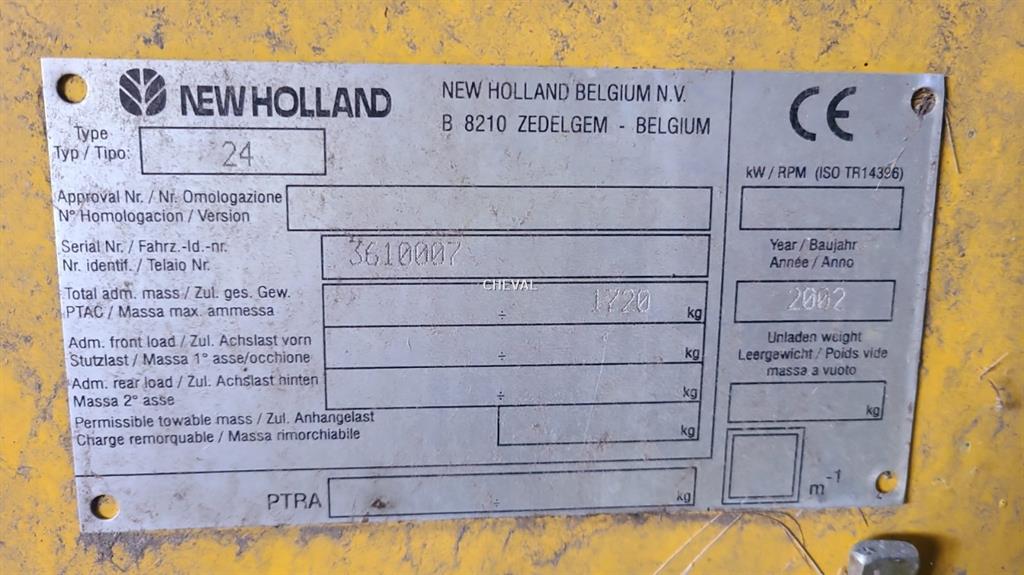 NEW HOLLAND
NEW HOLLAND BELGIUM N.V.
B 8210 ZEDELGEM - BELGIUM
Type
Typ / Tipo:
24
Approval Nr. / Nr. Omologazione
N° Homologacion / Version
Serial Nr. / Fahrz.-Id.-nr.
Nr. identif. / Telaio Nr.
3610007
CHEVAL
Total adm. mass / Zul. ges. Gew.
PTAC / Massa max. ammessa
÷ 1720 kg
Adm. front load / Zul. Achslast vorn
Stutzlast / Massa 1° asse/occhione
÷ kg
Adm. rear load / Zul. Achslast hinten
Massa 2° asse
÷ kg
Permissible towable mass / Zul. Anhangelast
Charge remorquable / Massa rimorchiabile
kg
PTRA ÷ kg
CE
kW / RPM (ISO TR14396)
Year / Baujahr
Année / Anno
2002
Unladen weight
Leergewicht / Poids vide
massa a vuoto
kg
m-1